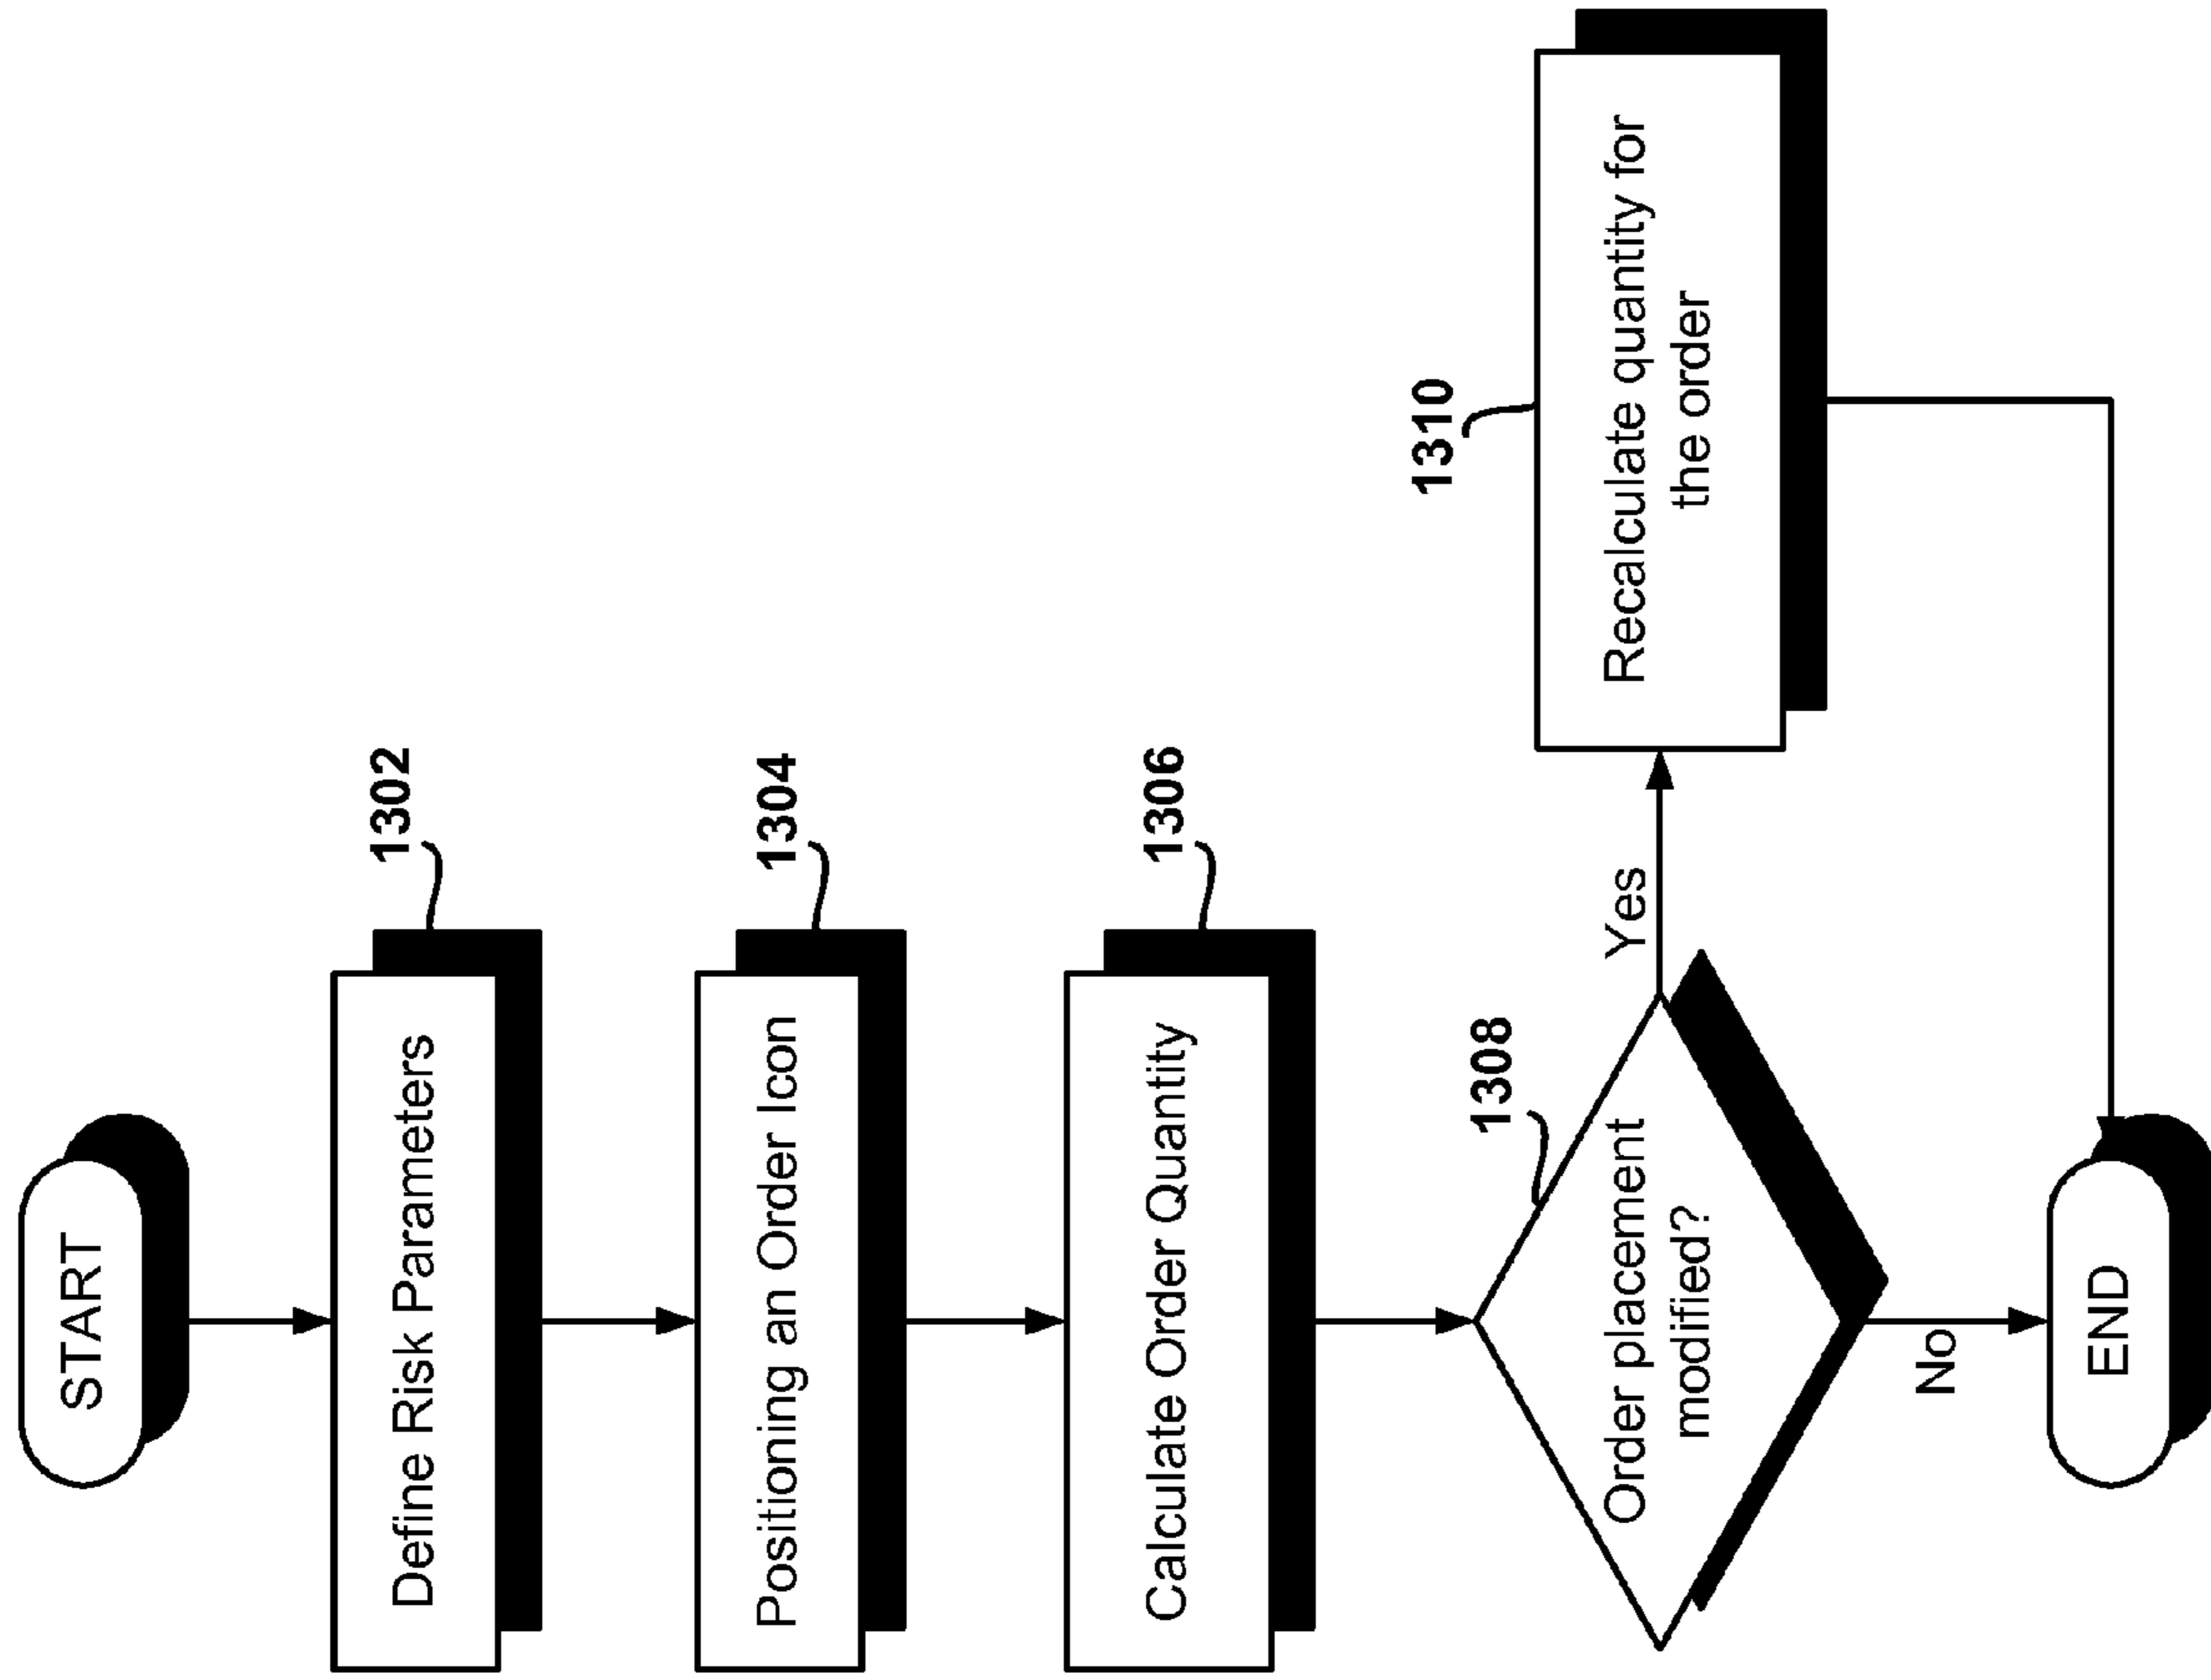 START
1302
Define Risk Parameters
1304
Positioning an Order Icon
1306
Calculate Order Quantity
1308
Order placement
modified?
Yes
1310
Recalculate quantity for
the order
No
END